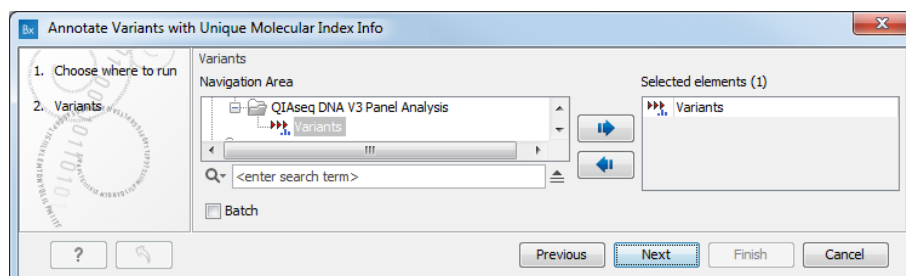 Bx Annotate Variants with Unique Molecular Index Info
1. Choose where to run
2. Variants
Variants
Navigation Area
QIAseq DNA V3 Panel Analysis
Variants
<enter search term>
Batch
Selected elements (1)
Variants
?
Previous
Next
Finish
Cancel